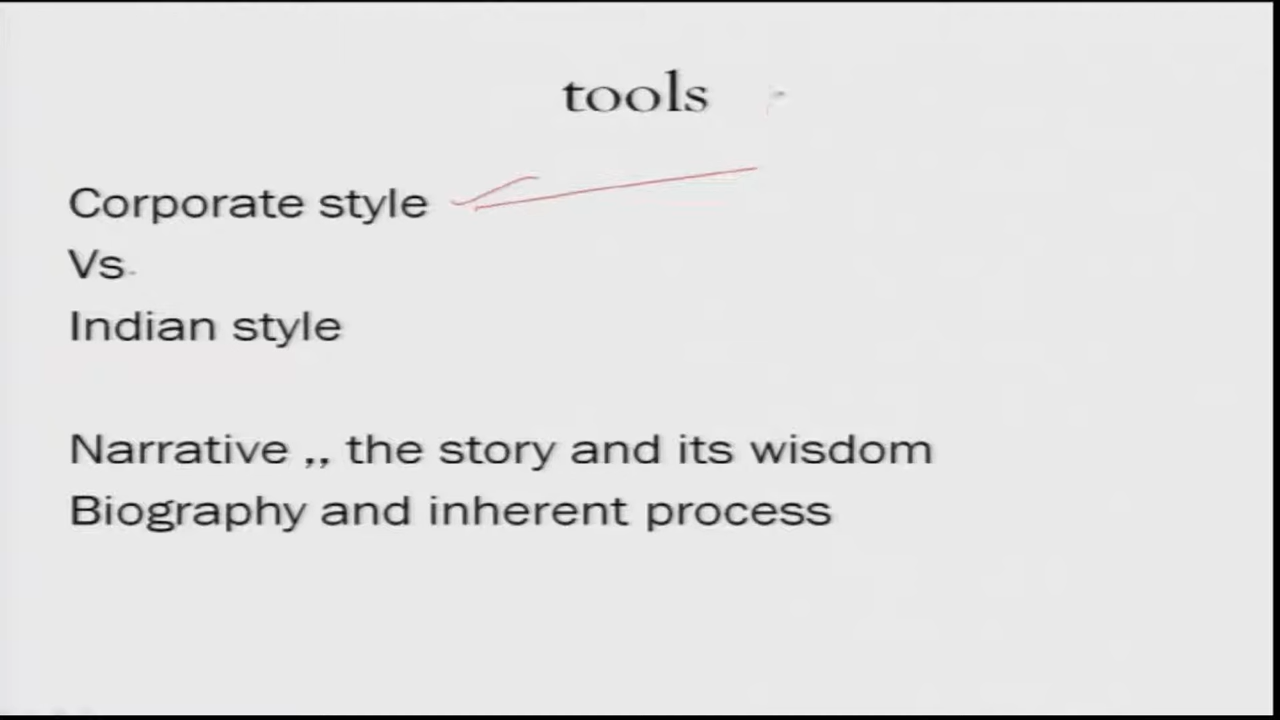 tools
Corporate style
Vs
Indian style
Narrative ,, the story and its wisdom
Biography and inherent process